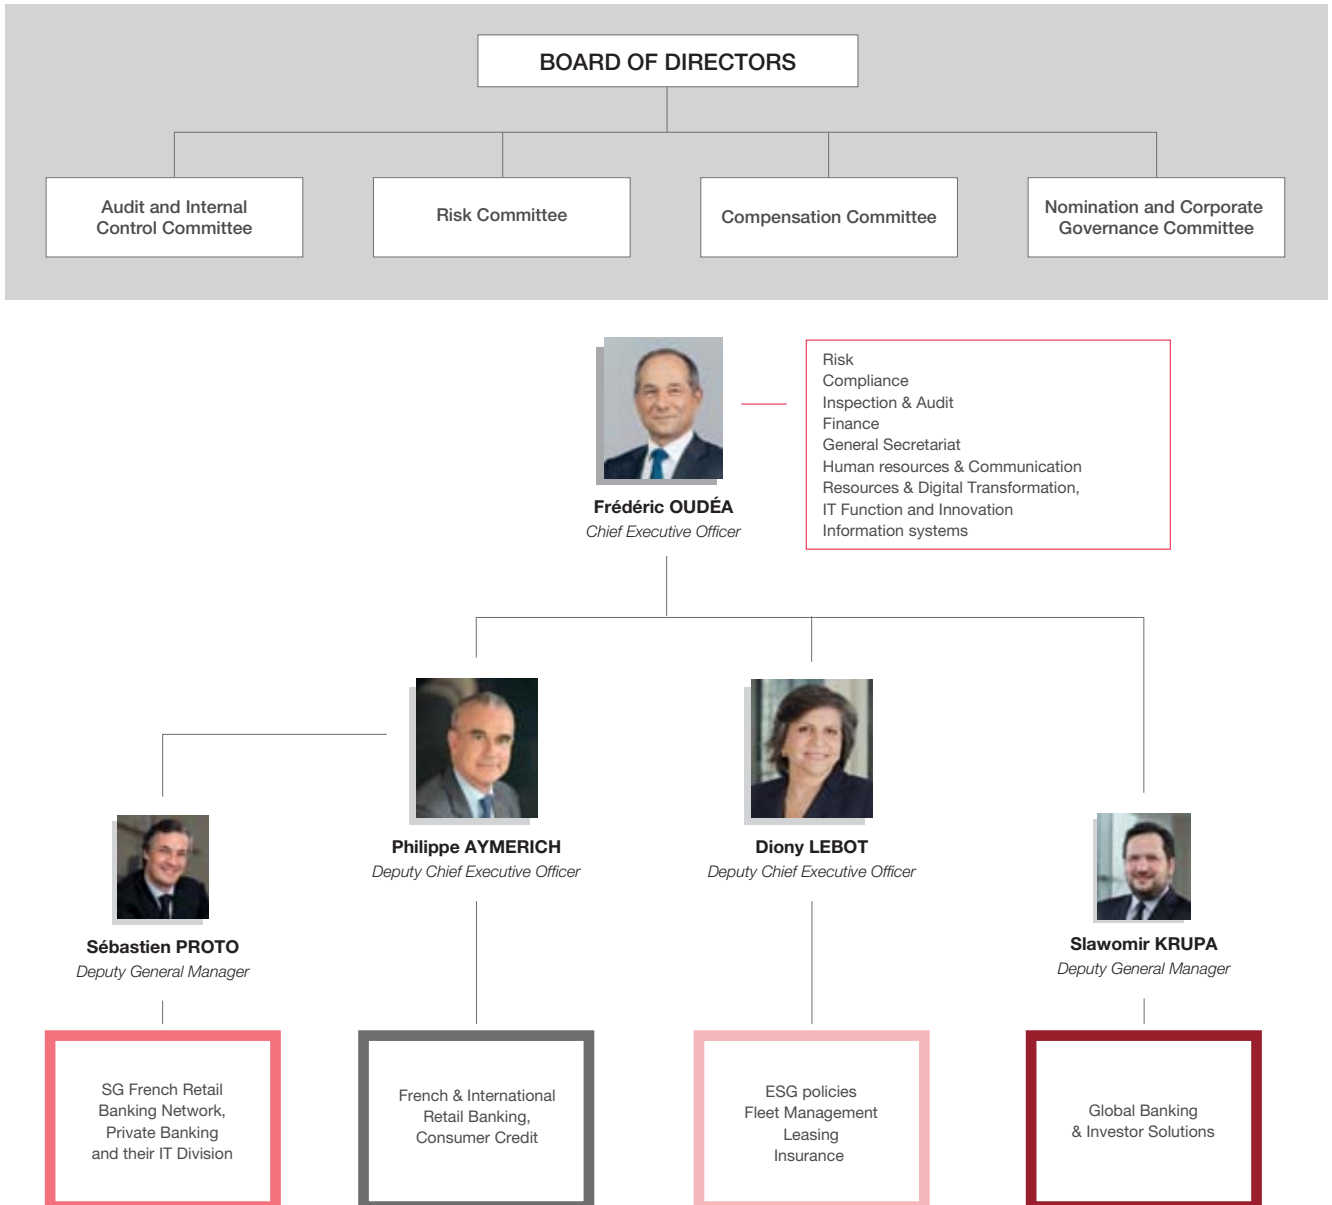 BOARD OF DIRECTORS
Audit and Internal
Control Committee
Risk Committee
Compensation Committee
Nomination and Corporate
Governance Committee
Risk
Compliance
Inspection & Audit
Finance
General Secretariat
Human resources & Communication
Resources & Digital Transformation,
IT Function and Innovation
Information systems
Frédéric OUDÉA
Chief Executive Officer
Philippe AYMERICH
Deputy Chief Executive Officer
Diony LEBOT
Deputy Chief Executive Officer
Sébastien PROTO
Deputy General Manager
Slawomir KRUPA
Deputy General Manager
SG French Retail
Banking Network,
Private Banking
and their IT Division
French & International
Retail Banking,
Consumer Credit
ESG policies
Fleet Management
Leasing
Insurance
Global Banking
& Investor Solutions